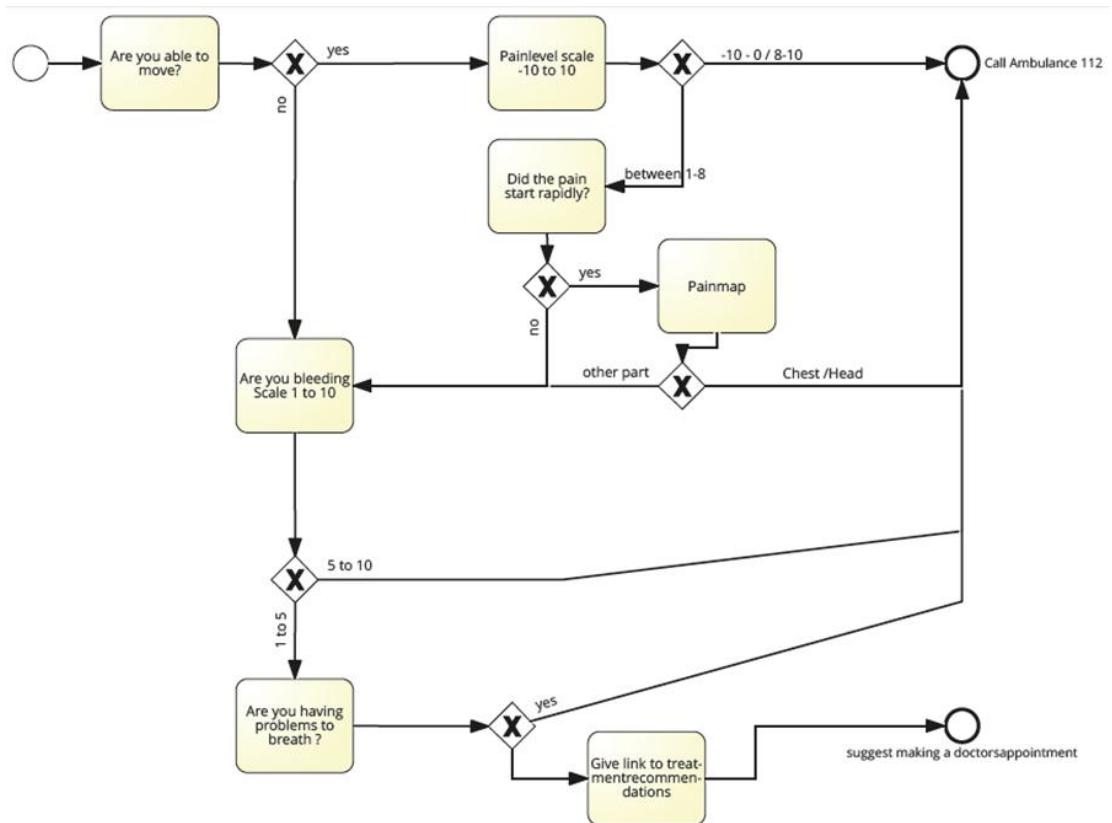 Are you able to
move?
yes
no
Painlevel scale
-10 to 10
-10 - 0 / 8-10
Call Ambulance 112
between 1-8
Did the pain
start rapidly?
yes
no
Painmap
other part
Chest /Head
Are you bleeding
Scale 1 to 10
5 to 10
1 to 5
Are you having
problems to
breath ?
yes
Give link to treat-
mentrecommen-
dations
suggest making a doctorsappointment